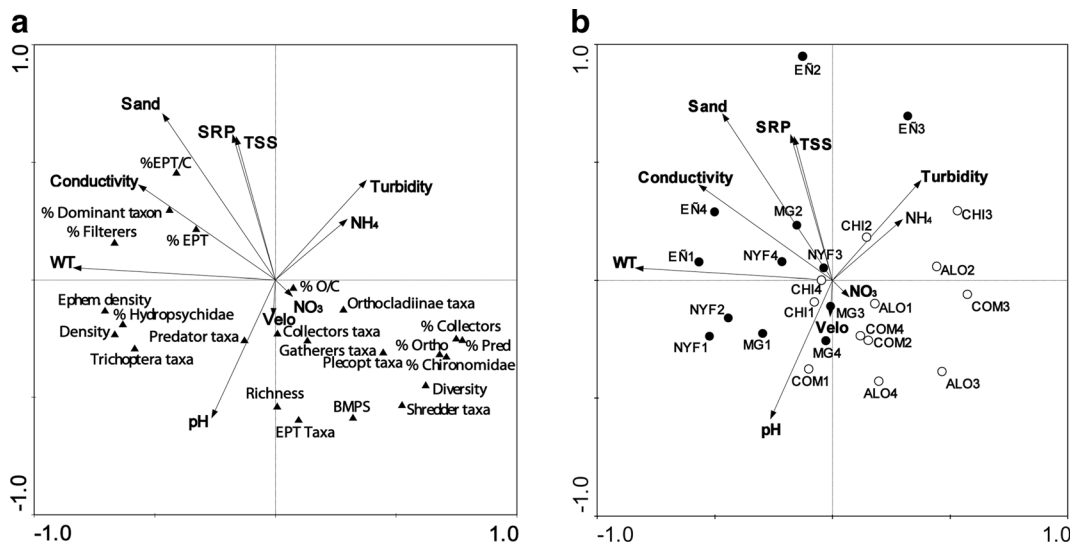 a
1.0
Sand
SRP
TSS
%EPT/C
Conductivity
Turbidity
% Dominant taxon
NH₄
% Filterers
% EPT
WT
% O/C
Ephem density
NO₃
Orthocladiinae taxa
% Hydropsychidae
Velo
Density
Predator taxa
Collectors taxa
% Collectors
Trichoptera taxa
Gatherers taxa
% Ortho
% Pred
Plecopt taxa
% Chironomidae
Richness
Diversity
BMPS
Shredder taxa
pH
EPT Taxa
-1.0
-1.0
1.0
b
1.0
EÑ2
Sand
SRP
TSS
EÑ3
Conductivity
Turbidity
EÑ4
MG2
CHI2
NH₄
CHI3
WT
EÑ1
NYF4
NYF3
ALO2
CHI4
NO₃
COM3
CHI1
MG3
ALO1
NYF2
Velo
NYF1
MG1
MG4
COM4
COM2
COM1
ALO4
ALO3
pH
-1.0
-1.0
1.0